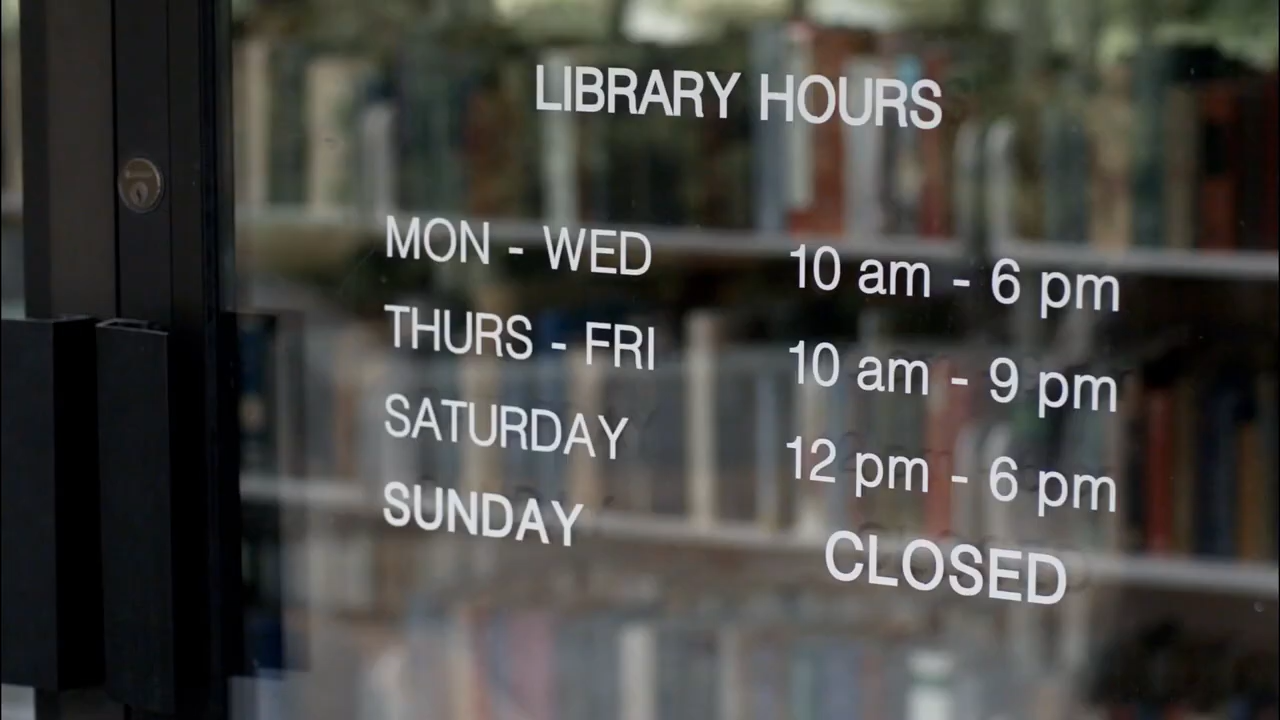 LIBRARY HOURS
MON - WED 10 am - 6 pm
THURS - FRI 10 am - 9 pm
SATURDAY 12 pm - 6 pm
SUNDAY CLOSED